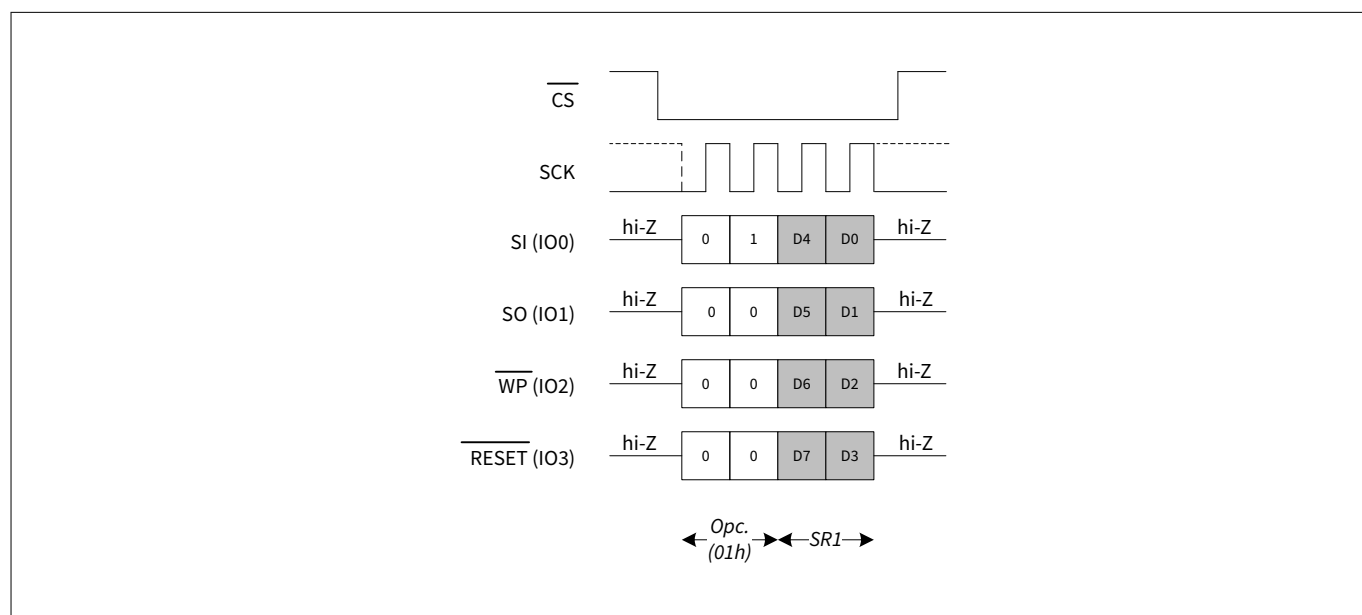 CS
SCK
hi-Z hi-Z
SI (IO0) 0 1 D4 D0
hi-Z hi-Z
SO (IO1) 0 0 D5 D1
hi-Z hi-Z
WP (IO2) 0 0 D6 D2
hi-Z hi-Z
RESET (IO3) 0 0 D7 D3
Opc. SR1
(01h)